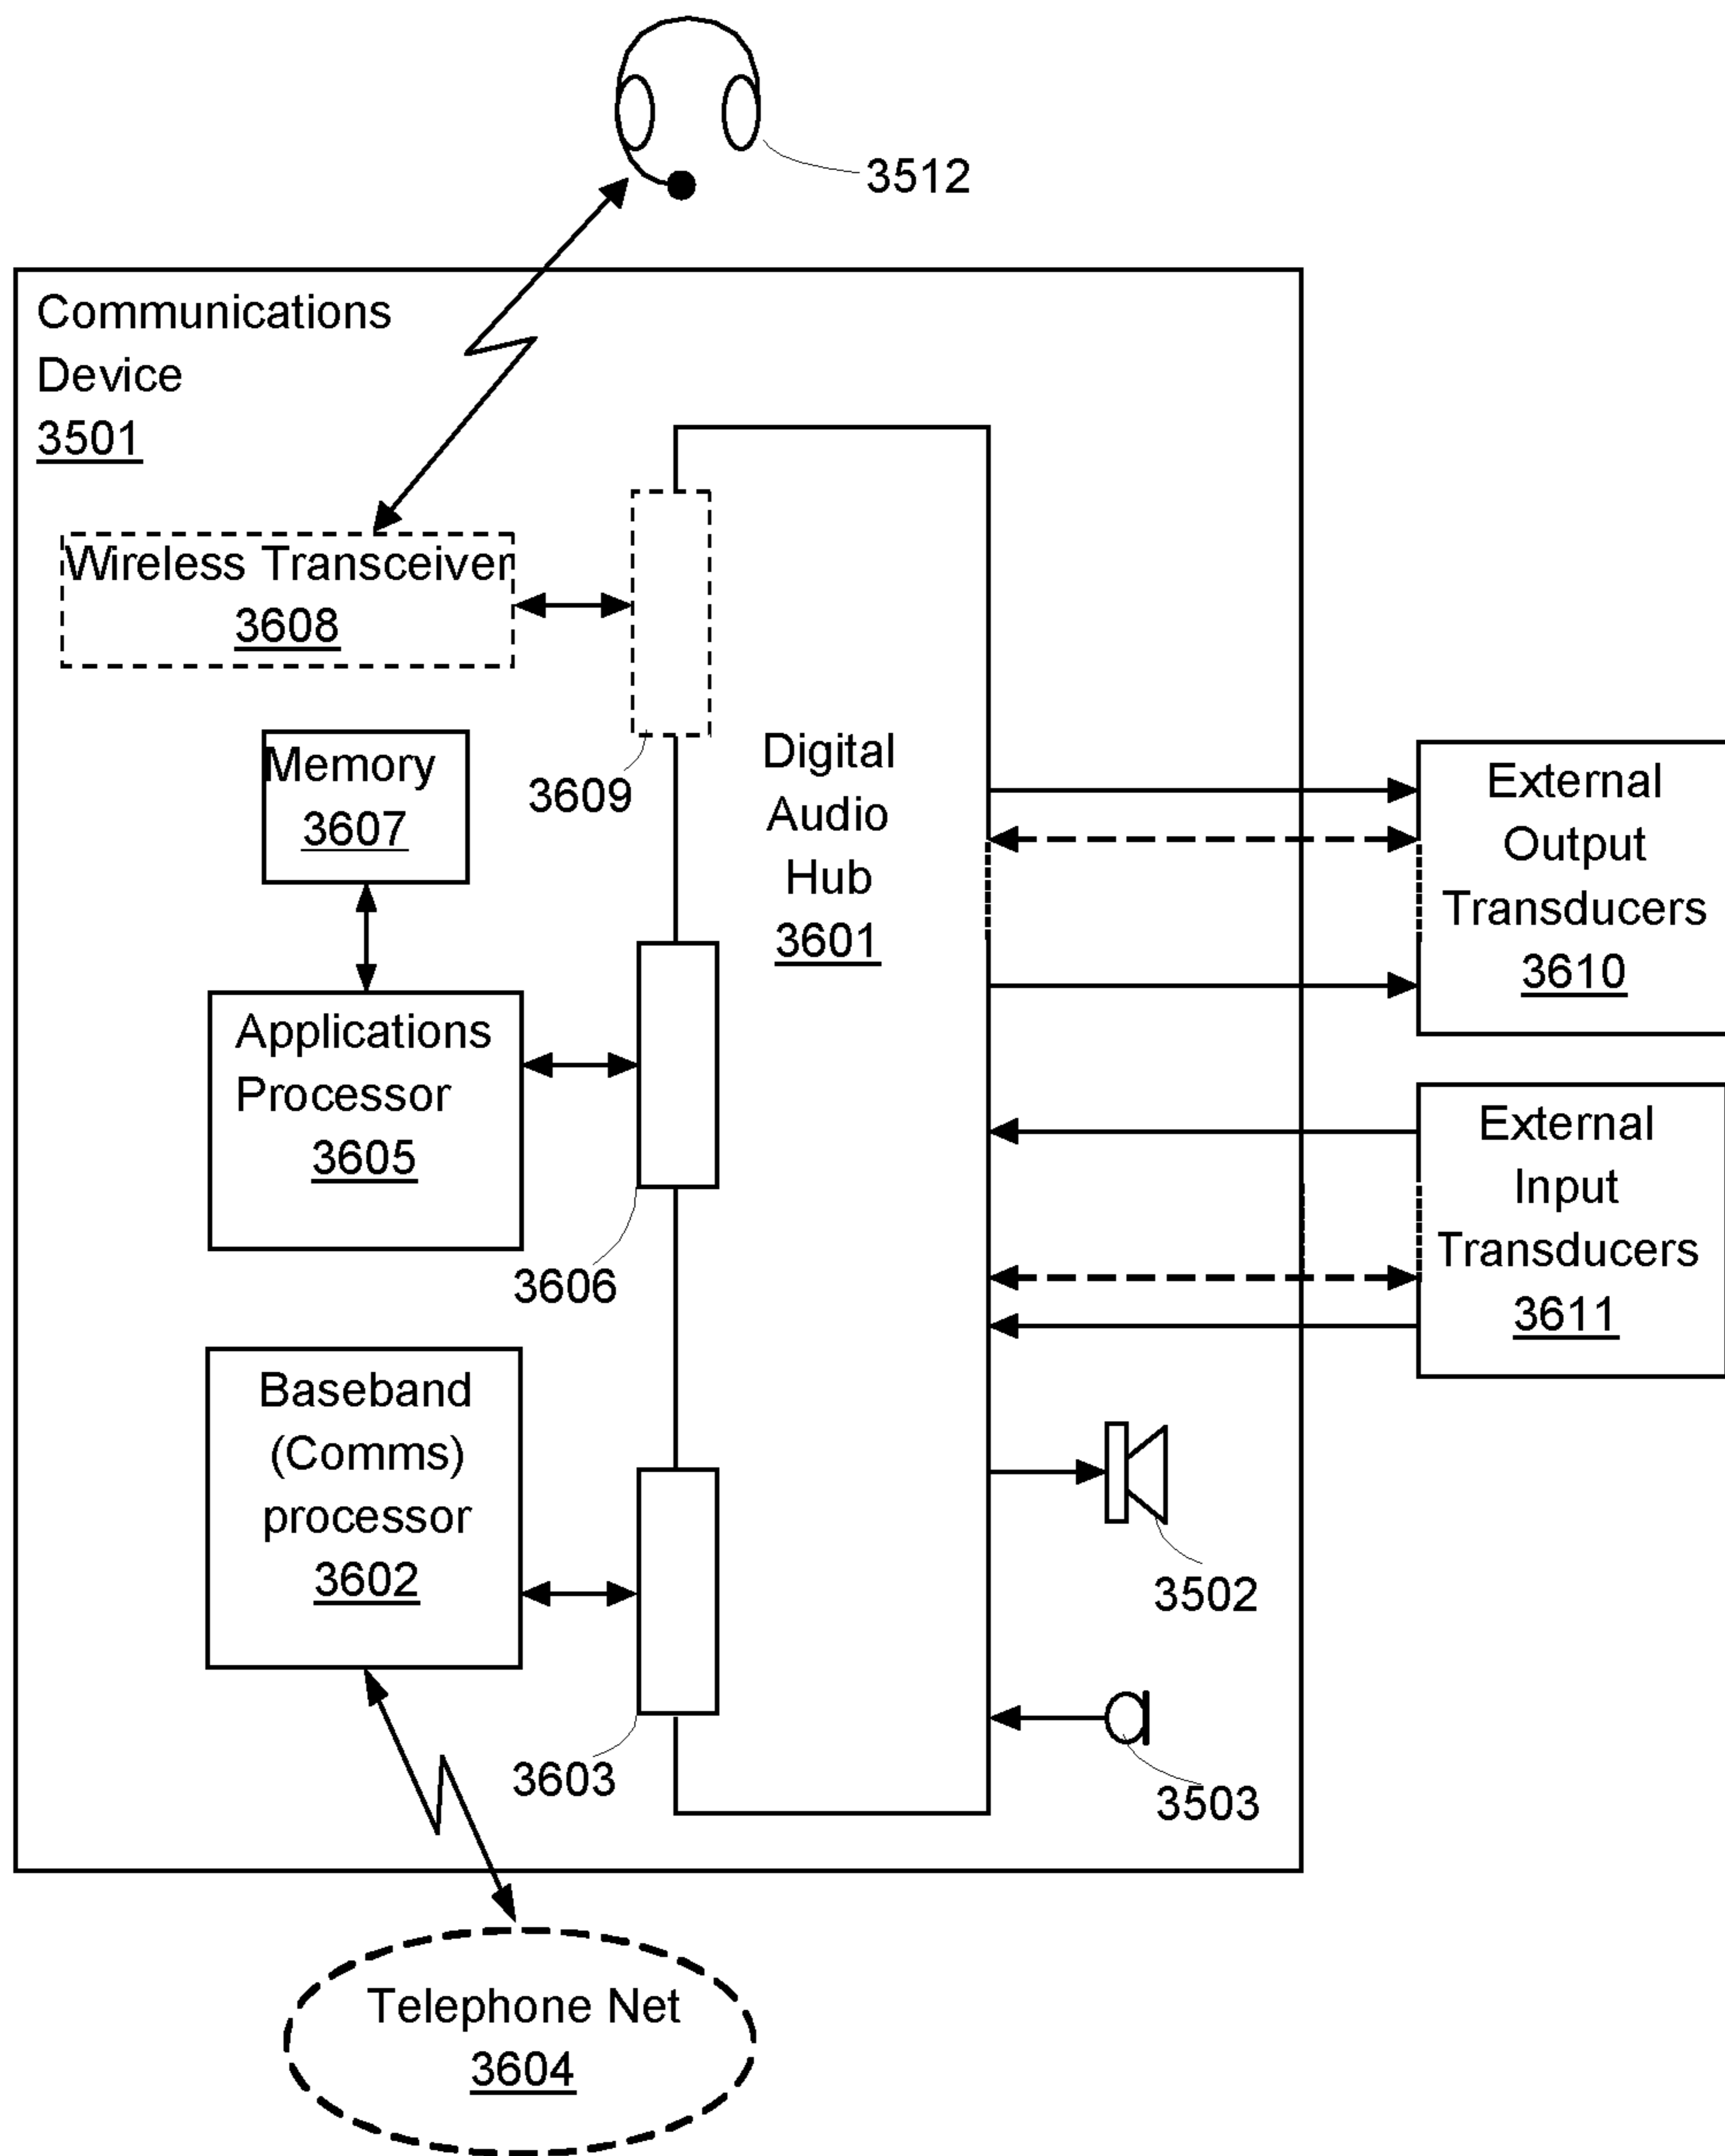 3512
Communications
Device
3501
Wireless Transceiver
3608
3609
Memory
3607
Digital
Audio
Hub
3601
External
Output
Transducers
3610
Applications
Processor
3605
3606
External
Input
Transducers
3611
Baseband
(Comms)
processor
3602
3603
3502
3503
Telephone Net
3604